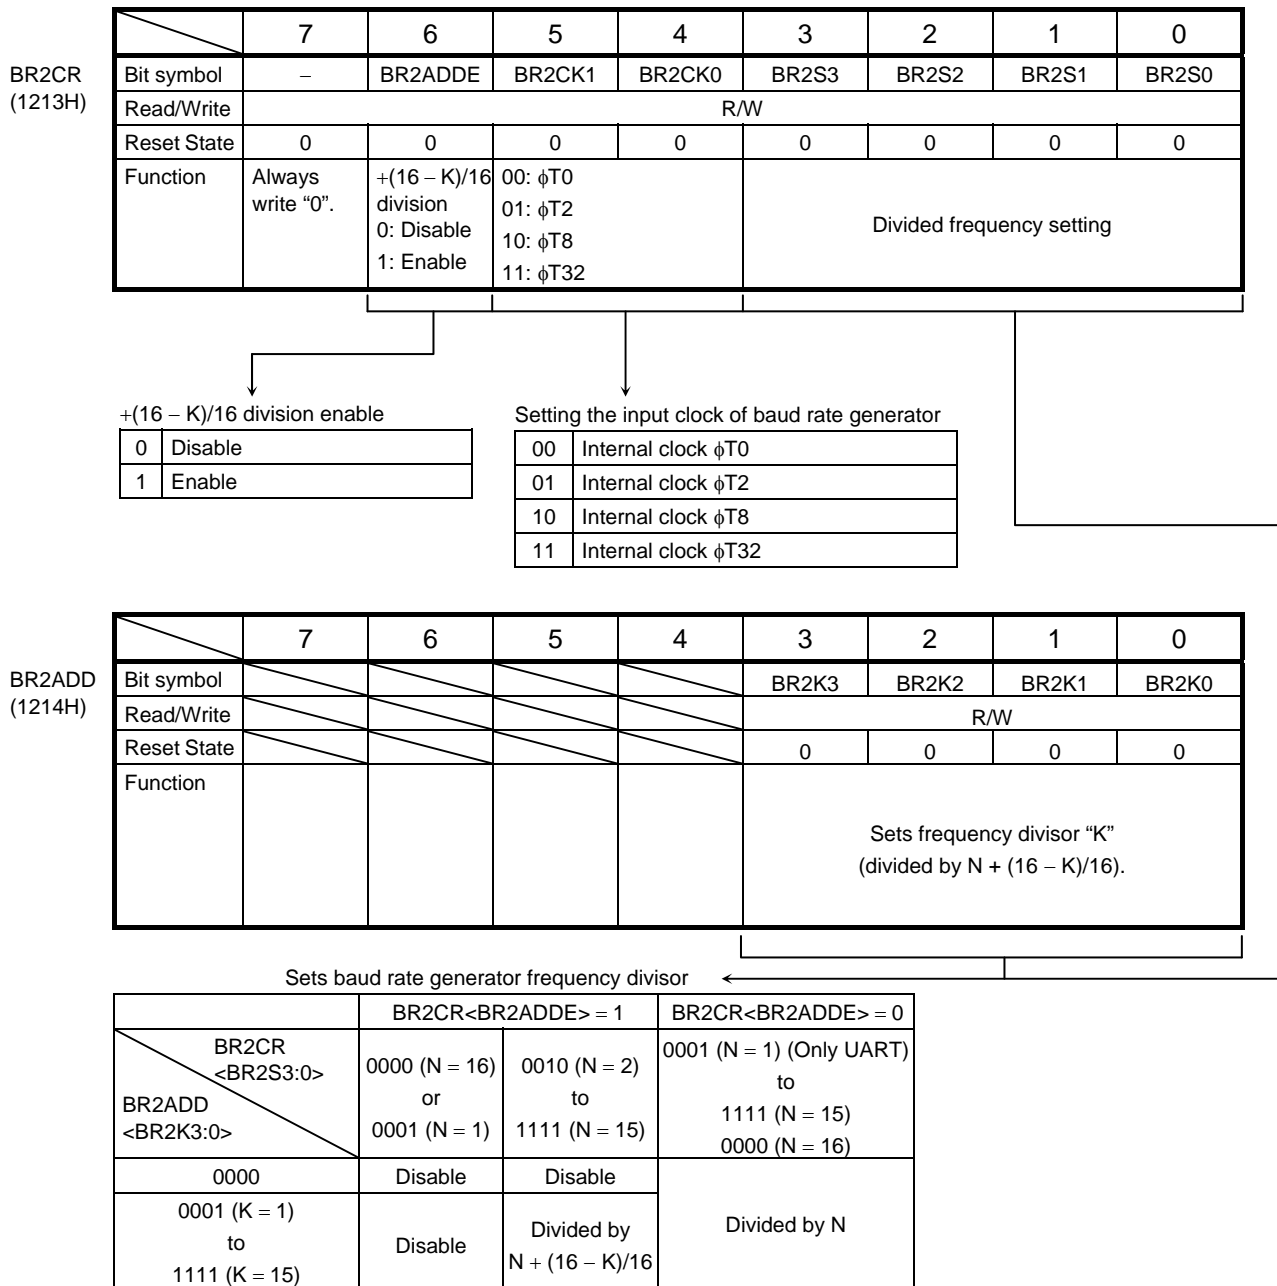 7 6 5 4 3 2 1 0
BR2CR
(1213H)
Bit symbol – BR2ADDE BR2CK1 BR2CK0 BR2S3 BR2S2 BR2S1 BR2S0
Read/Write R/W
Reset State 0 0 0 0 0 0 0 0
Function
Always
write “0”.
+(16 – K)/16
division
0: Disable
1: Enable
00: ϕT0
01: ϕT2
10: ϕT8
11: ϕT32
Divided frequency setting
+(16 – K)/16 division enable
0 Disable
1 Enable
Setting the input clock of baud rate generator
00 Internal clock ϕT0
01 Internal clock ϕT2
10 Internal clock ϕT8
11 Internal clock ϕT32
7 6 5 4 3 2 1 0
BR2ADD
(1214H)
Bit symbol BR2K3 BR2K2 BR2K1 BR2K0
Read/Write R/W
Reset State 0 0 0 0
Function
Sets frequency divisor “K”
(divided by N + (16 – K)/16).
Sets baud rate generator frequency divisor
BR2CR<BR2ADDE> = 1 BR2CR<BR2ADDE> = 0
BR2CR
<BR2S3:0>
BR2ADD
<BR2K3:0>
0000 (N = 16)
or
0001 (N = 1)
0010 (N = 2)
to
1111 (N = 15)
0001 (N = 1) (Only UART)
to
1111 (N = 15)
0000 (N = 16)
0000 Disable Disable
0001 (K = 1)
to
1111 (K = 15)
Disable
Divided by
N + (16 – K)/16
Divided by N